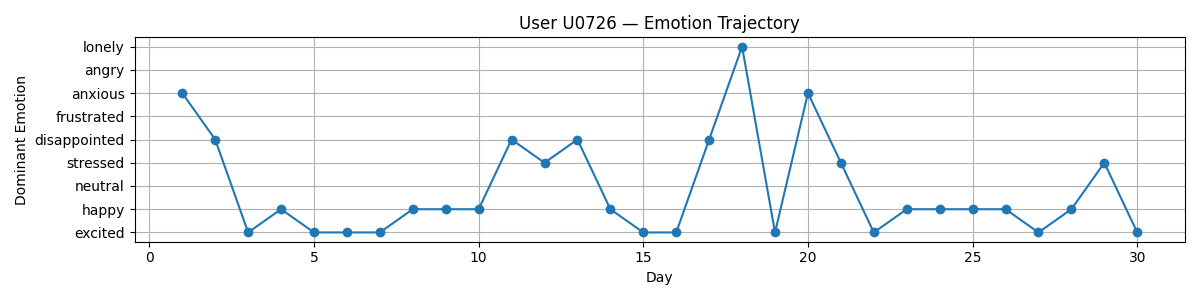 User U0726 — Emotion Trajectory
Dominant Emotion
lonely
angry
anxious
frustrated
disappointed
stressed
neutral
happy
excited
0 5 10 15 20 25 30
Day